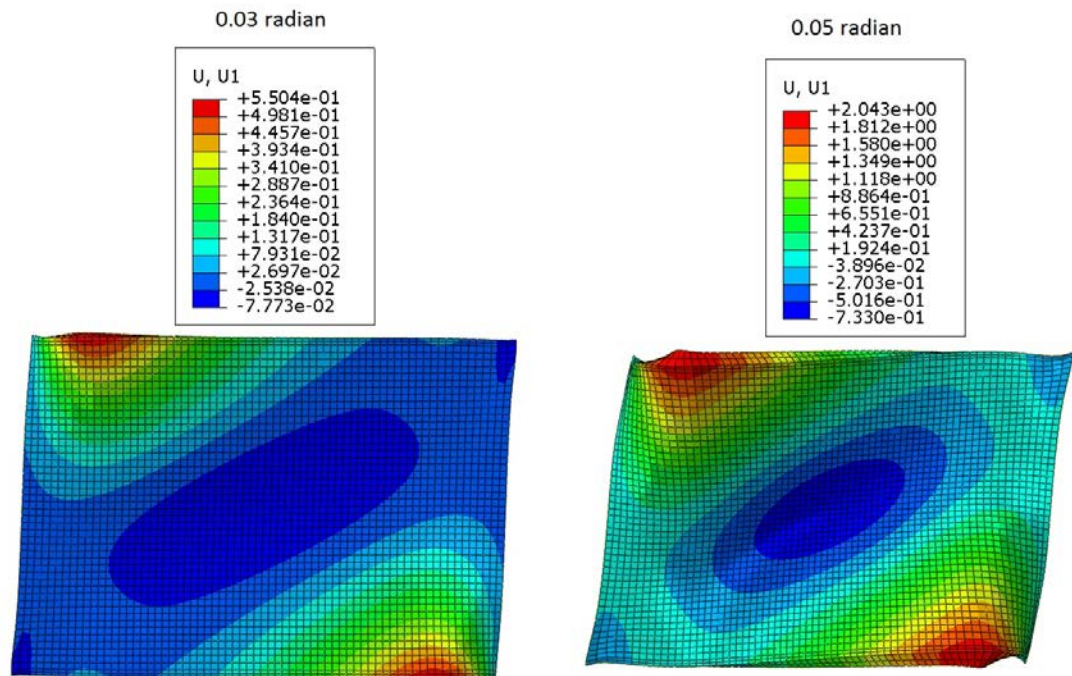 0.03 radian
U, U1
+5.504e-01
+4.981e-01
+4.457e-01
+3.934e-01
+3.410e-01
+2.887e-01
+2.364e-01
+1.840e-01
+1.317e-01
+7.931e-02
+2.697e-02
-2.538e-02
-7.773e-02
0.05 radian
U, U1
+2.043e+00
+1.812e+00
+1.580e+00
+1.349e+00
+1.118e+00
+8.864e-01
+6.551e-01
+4.237e-01
+1.924e-01
-3.896e-02
-2.703e-01
-5.016e-01
-7.330e-01